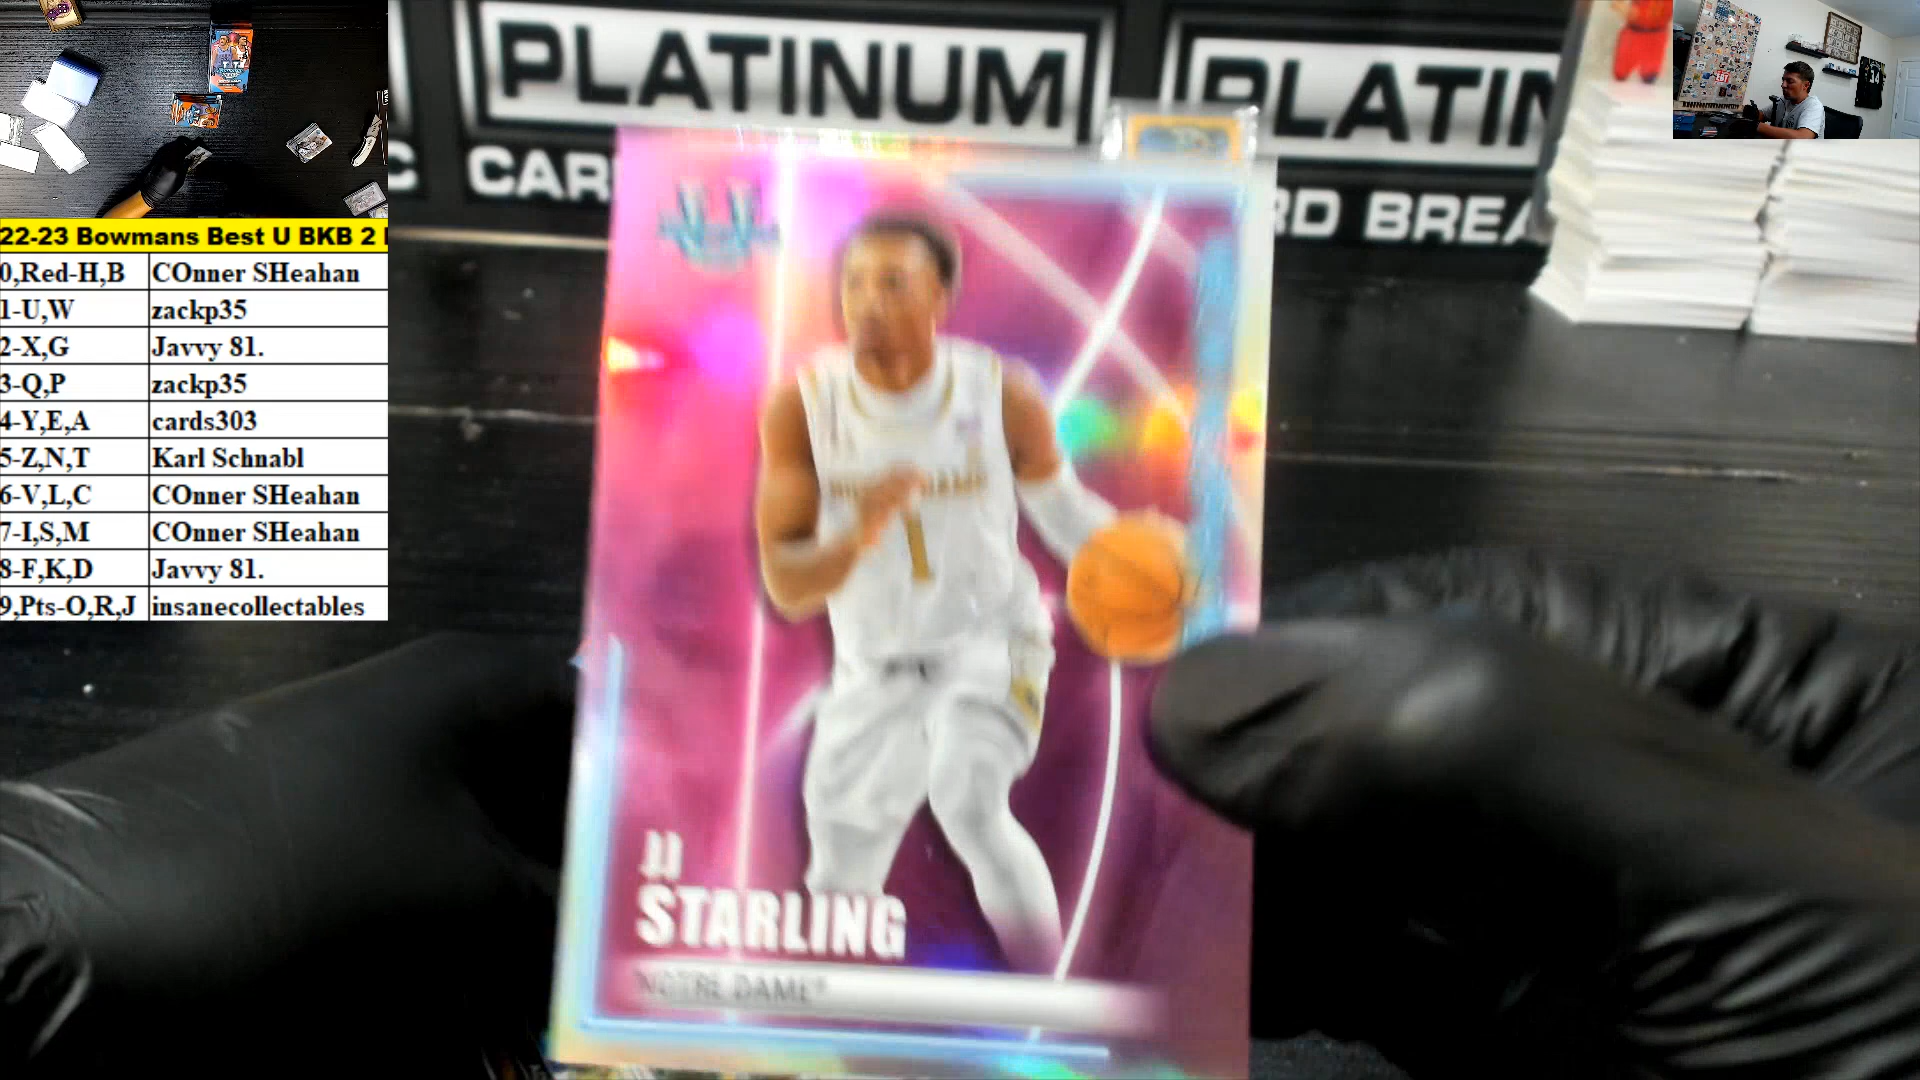 PLATINUM
PLATIN
CAR
RD BREA
C
22-23 Bowmans Best U BKB 2
0,Red-H,B COnner SHeahan
1-U,W zackp35
2-X,G Javvy 81.
3-Q,P zackp35
4-Y,E,A cards303
5-Z,N,T Karl Schnabl
6-V,L,C COnner SHeahan
7-I,S,M COnner SHeahan
8-F,K,D Javvy 81.
9,Pts-O,R,J insanecollectables
1
JJ
STARLING
NOTRE DAME